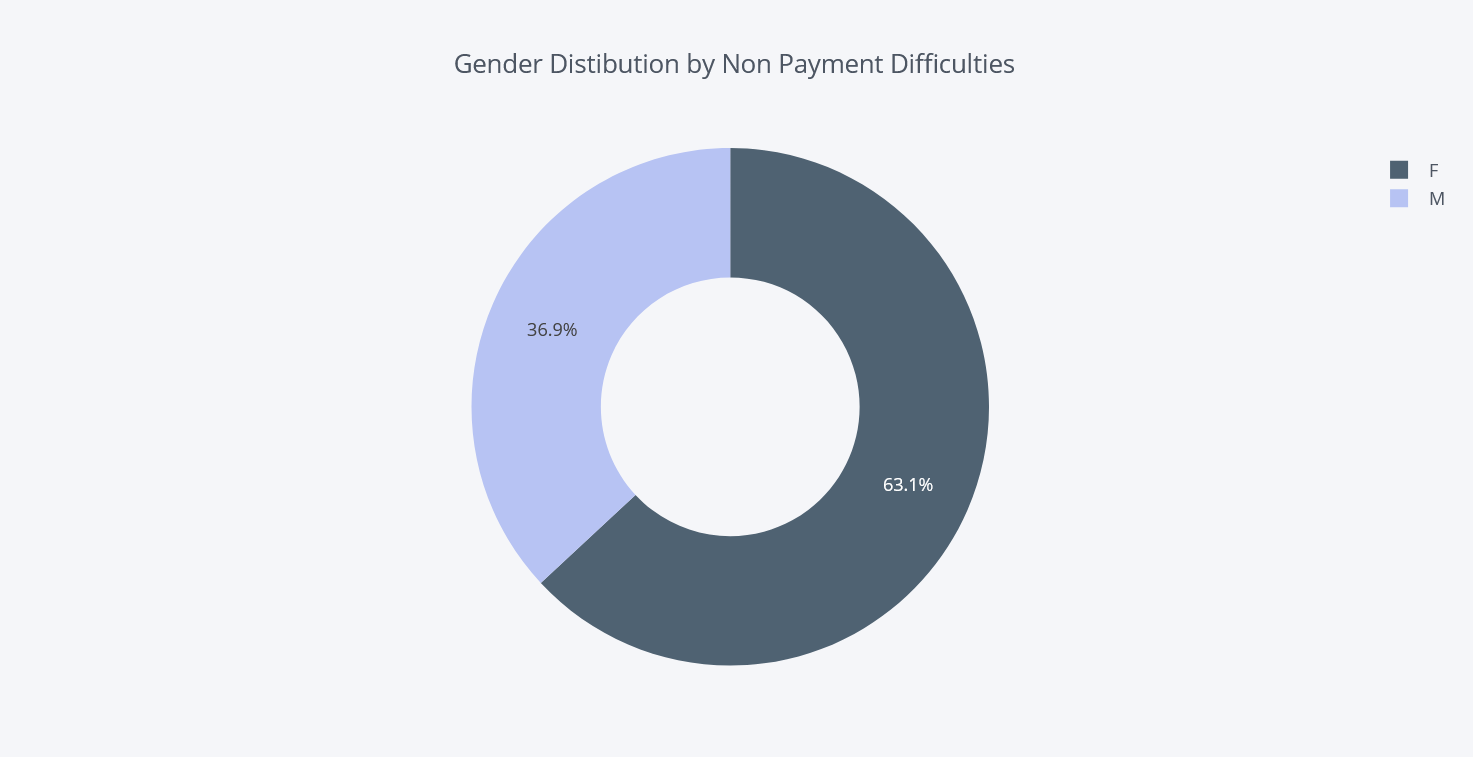 Gender Distibution by Non Payment Difficulties
F
M
36.9%
63.1%